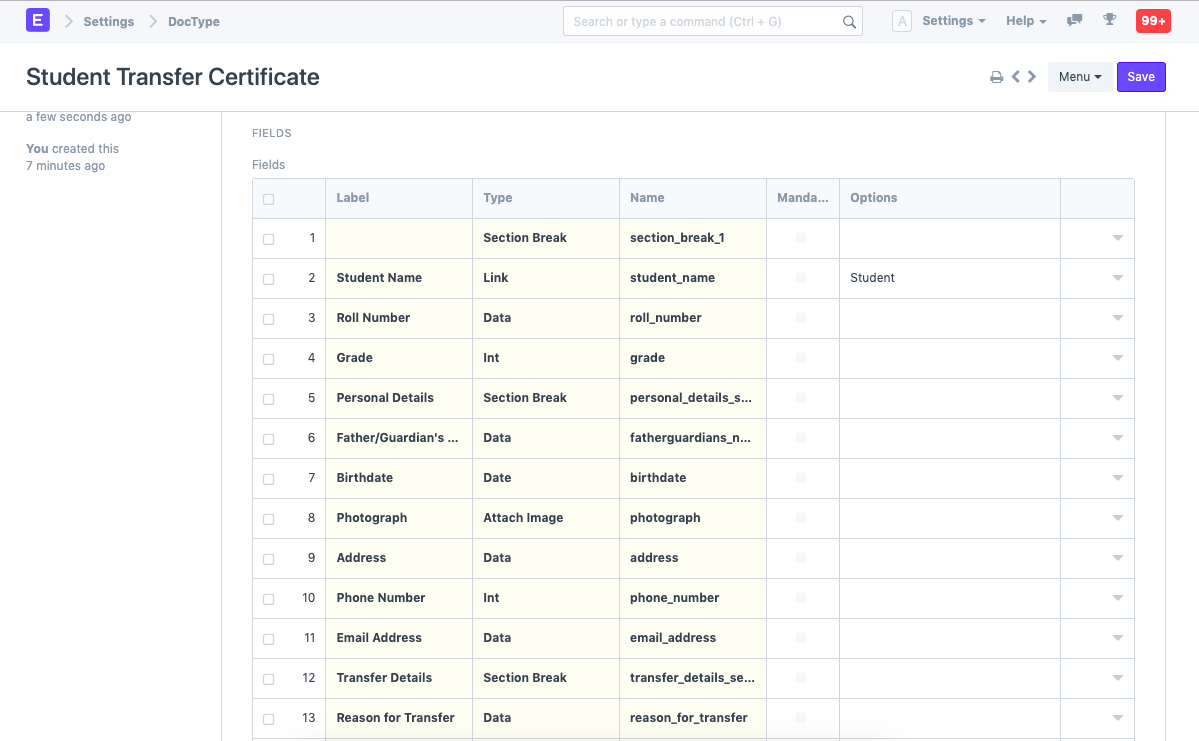 E Settings DocType Search or type a command (Ctrl + G) A Settings Help 99+
Student Transfer Certificate Menu Save
a few seconds ago
You created this
7 minutes ago
FIELDS
Fields
Label Type Name Manda... Options
1 Section Break section_break_1
2 Student Name Link student_name Student
3 Roll Number Data roll_number
4 Grade Int grade
5 Personal Details Section Break personal_details_s...
6 Father/Guardian's ... Data fatherguardians_n...
7 Birthdate Date birthdate
8 Photograph Attach Image photograph
9 Address Data address
10 Phone Number Int phone_number
11 Email Address Data email_address
12 Transfer Details Section Break transfer_details_se...
13 Reason for Transfer Data reason_for_transfer